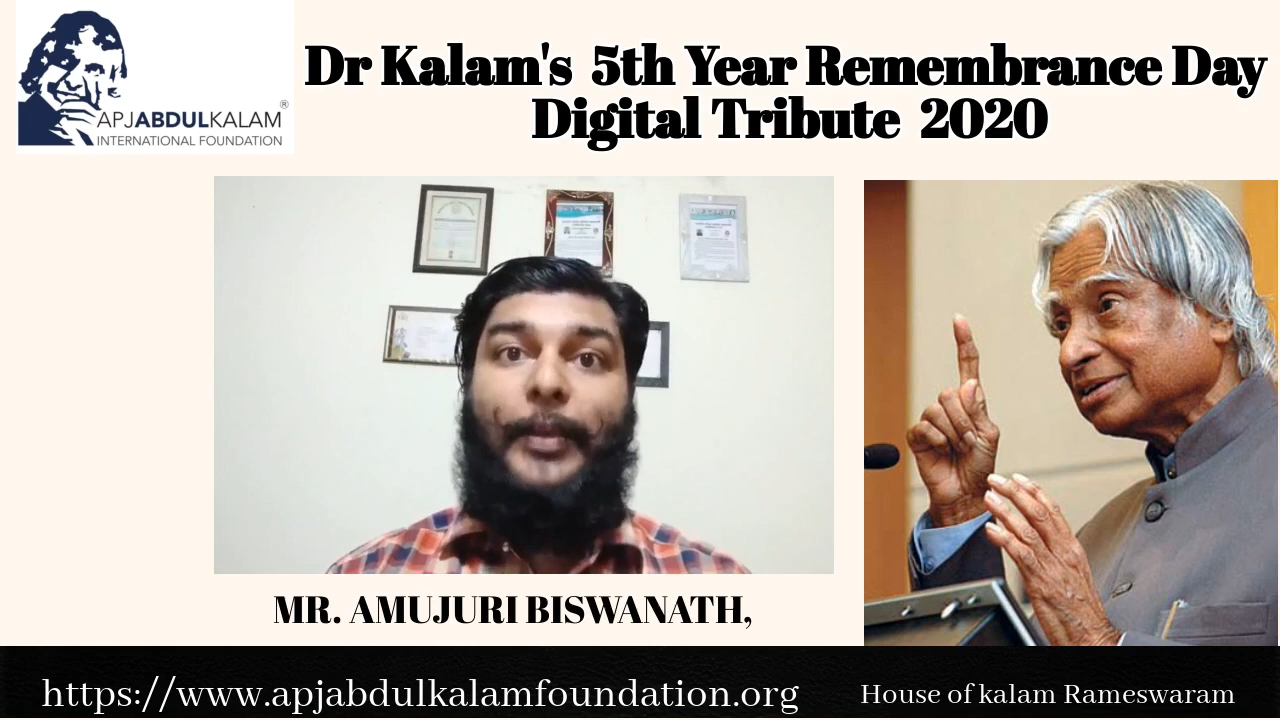 Dr Kalam's 5th Year Remembrance Day
Digital Tribute 2020
APJABDULKALAM®
INTERNATIONAL FOUNDATION
MR. AMUJURI BISWANATH,
https://www.apjabdulkalamfoundation.org
House of kalam Rameswaram